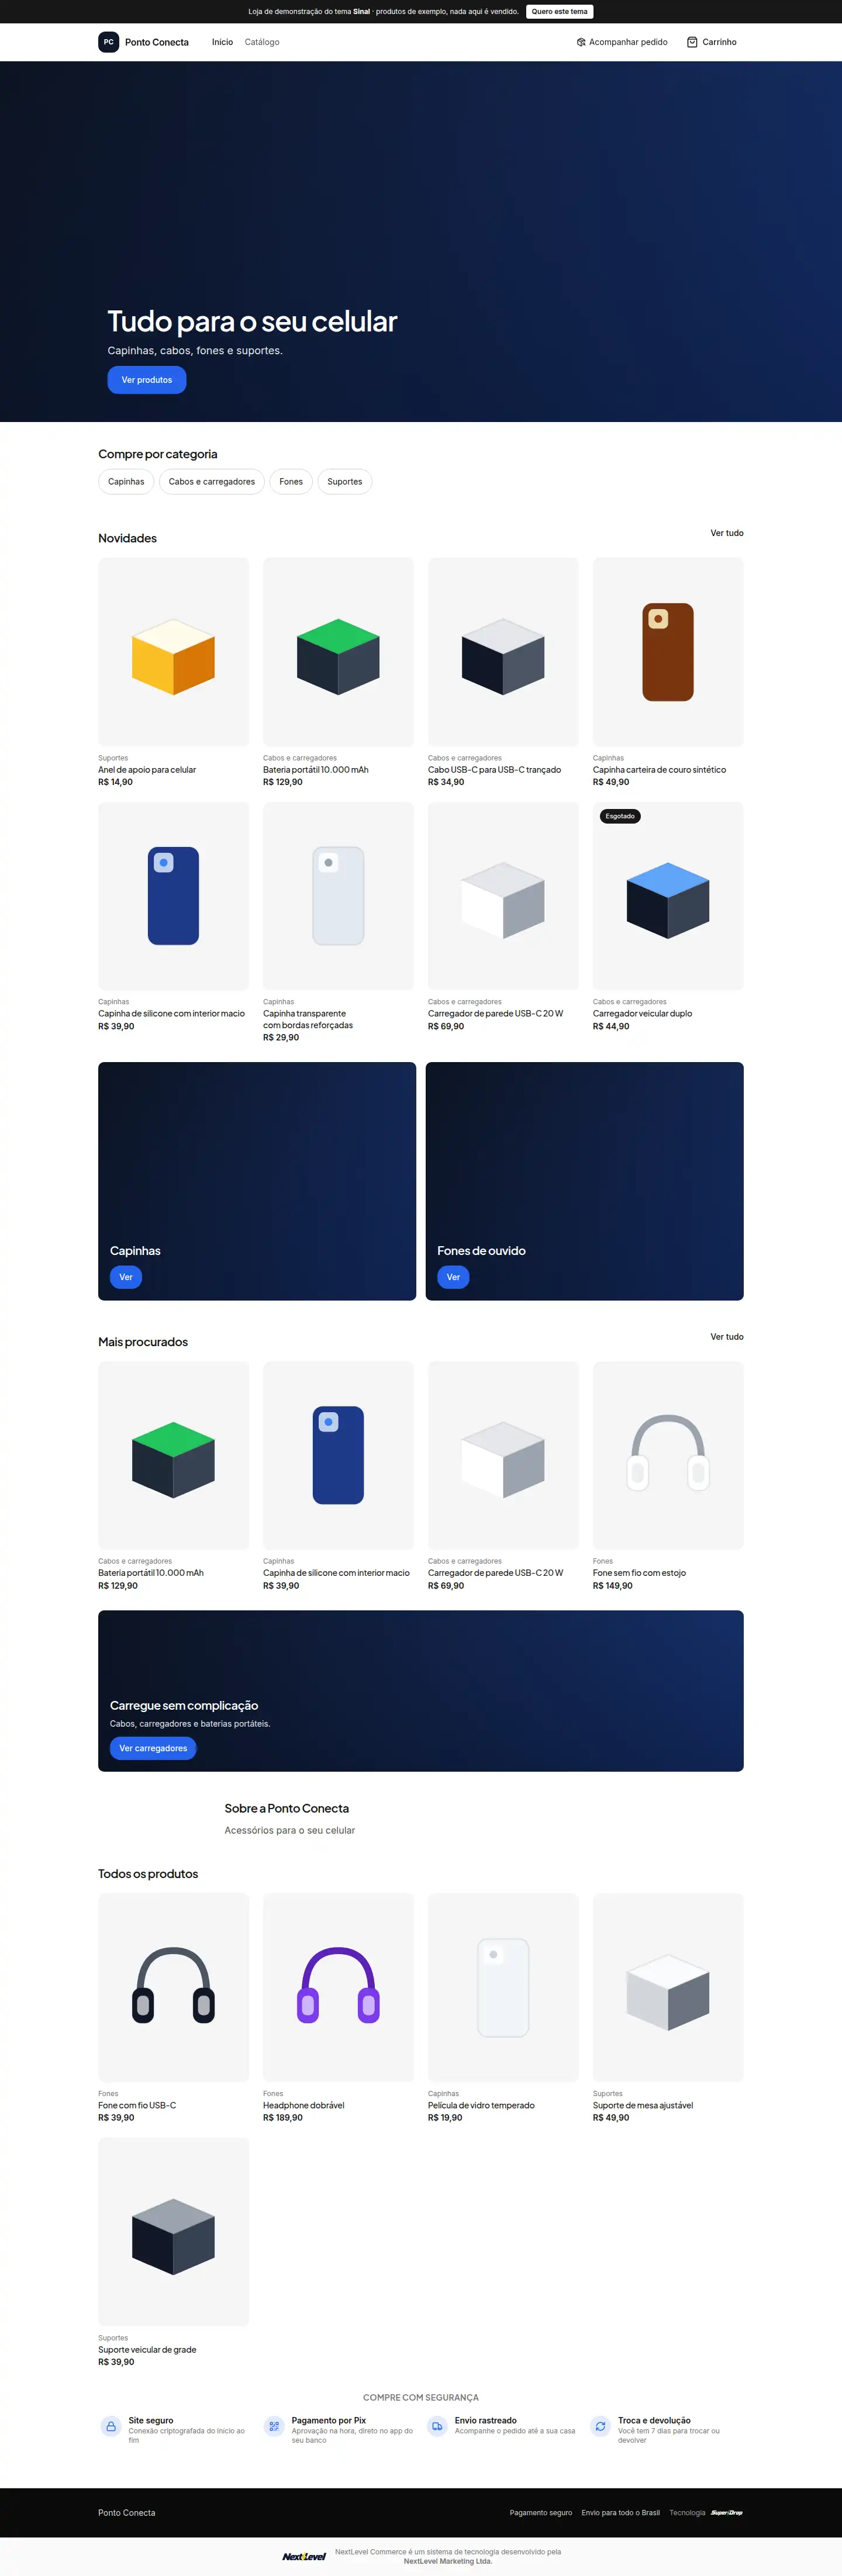 Loja de demonstração do tema Sinal · produtos de exemplo, nada aqui é vendido. Quero este tema
PC Ponto Conecta Início Catálogo Acompanhar pedido Carrinho
Tudo para o seu celular
Capinhas, cabos, fones e suportes.
Ver produtos
Compre por categoria
Capinhas Cabos e carregadores Fones Suportes
Novidades Ver tudo
Suportes
Anel de apoio para celular
R$ 14,90
Cabos e carregadores
Bateria portátil 10.000 mAh
R$ 129,90
Cabos e carregadores
Cabo USB-C para USB-C trançado
R$ 34,90
Capinhas
Capinha carteira de couro sintético
R$ 49,90
Capinhas
Capinha de silicone com interior macio
R$ 39,90
Capinhas
Capinha transparente
com bordas reforçadas
R$ 29,90
Cabos e carregadores
Carregador de parede USB-C 20 W
R$ 69,90
Esgotado
Cabos e carregadores
Carregador veicular duplo
R$ 44,90
Capinhas
Ver
Fones de ouvido
Ver
Mais procurados Ver tudo
Cabos e carregadores
Bateria portátil 10.000 mAh
R$ 129,90
Capinhas
Capinha de silicone com interior macio
R$ 39,90
Cabos e carregadores
Carregador de parede USB-C 20 W
R$ 69,90
Fones
Fone sem fio com estojo
R$ 149,90
Carregue sem complicação
Cabos, carregadores e baterias portáteis.
Ver carregadores
Sobre a Ponto Conecta
Acessórios para o seu celular
Todos os produtos
Fones
Fone com fio USB-C
R$ 39,90
Fones
Headphone dobrável
R$ 189,90
Capinhas
Película de vidro temperado
R$ 19,90
Suportes
Suporte de mesa ajustável
R$ 49,90
Suportes
Suporte veicular de grade
R$ 39,90
COMPRE COM SEGURANÇA
Site seguro
Conexão criptografada do início ao
fim
Pagamento por Pix
Aprovação na hora, direto no app do
seu banco
Envio rastreado
Acompanhe o pedido até a sua casa
Troca e devolução
Você tem 7 dias para trocar ou
devolver
Ponto Conecta Pagamento seguro Envio para todo o Brasil Tecnologia SuperDrop
NextLevel NextLevel Commerce é um sistema de tecnologia desenvolvido pela
NextLevel Marketing Ltda.